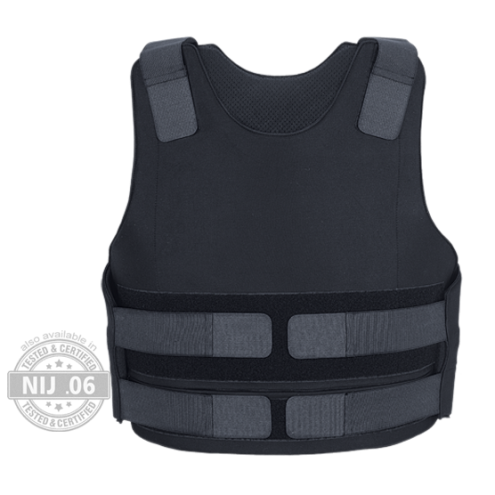 also available in
TESTED & CERTIFIED
NIJ .06
TESTED & CERTIFIED